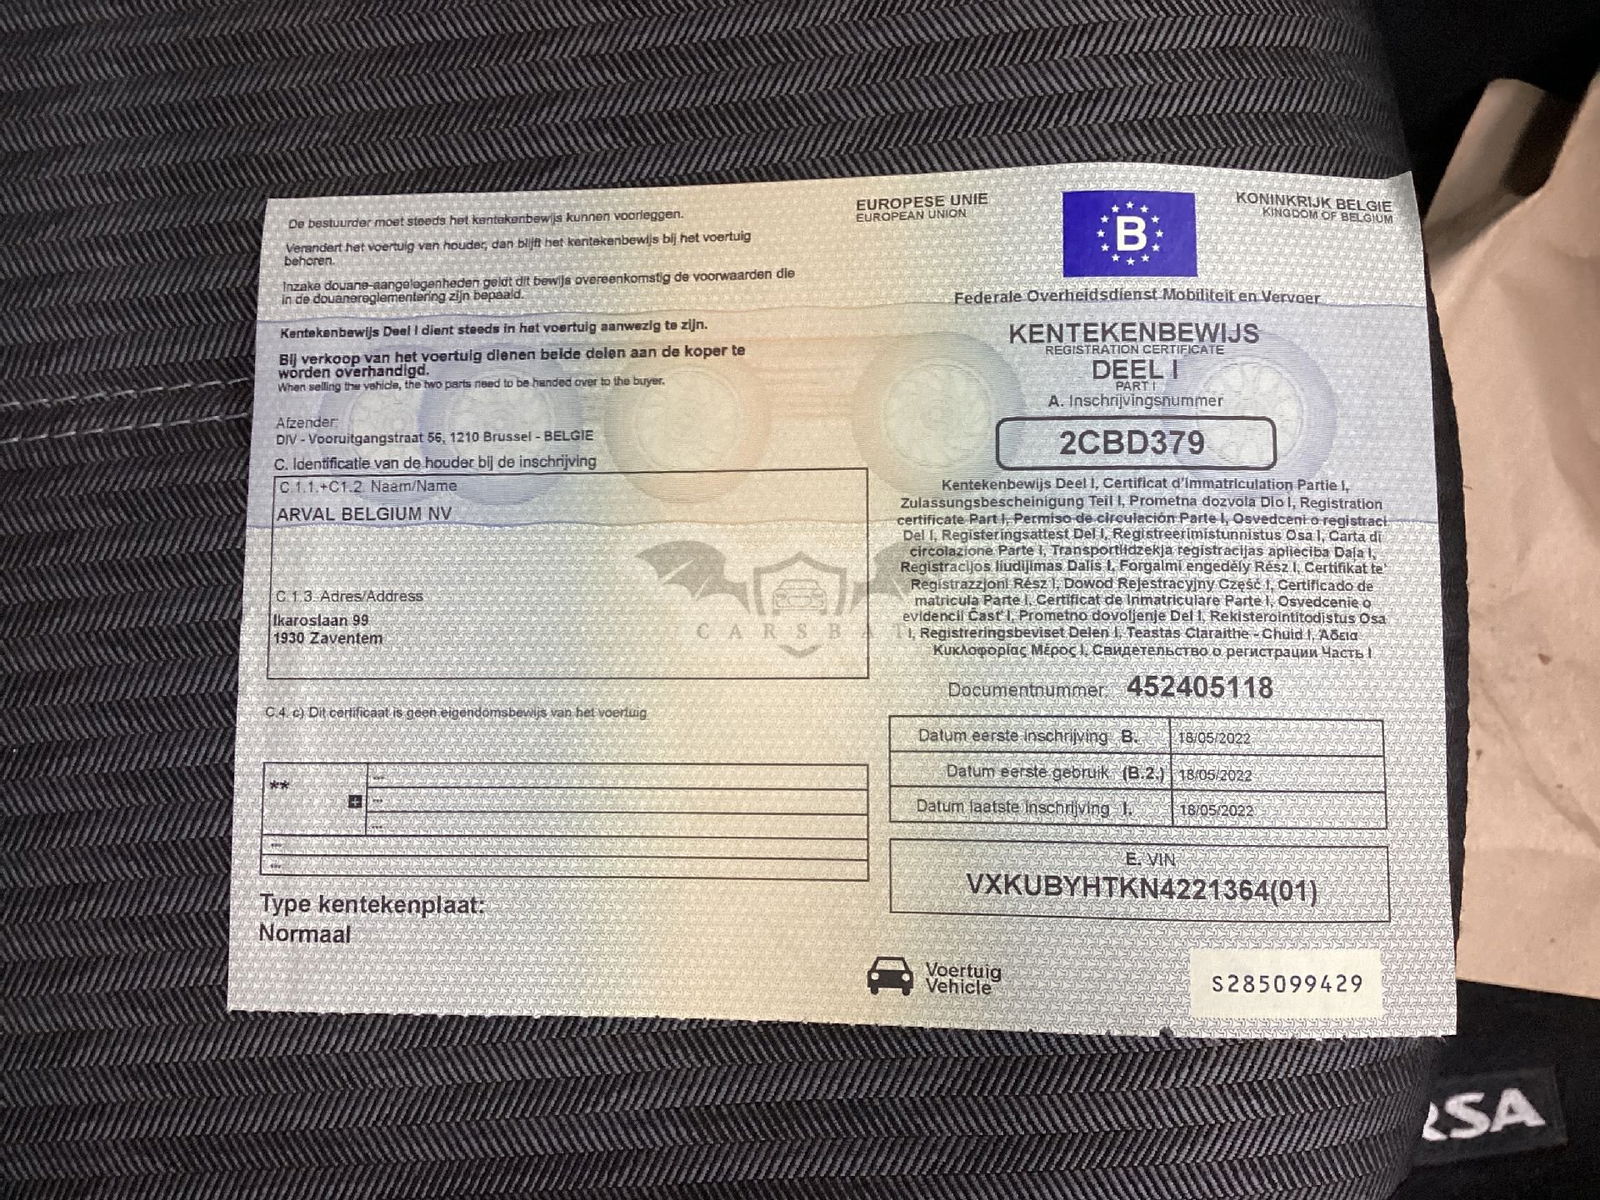 De bestuurder moet steeds het kentekenbewijs kunnen voorleggen.
Verandert het voertuig van houder, dan blijft het kentekenbewijs bij het voertuig
behoren.
Inzake douane-aangelegenheden geldt dit bewijs overeenkomstig de voorwaarden die
in de douanereglementering zijn bepaald.
Kentekenbewijs Deel I dient steeds in het voertuig aanwezig te zijn.
Bij verkoop van het voertuig dienen beide delen aan de koper te
worden overhandigd.
When selling the vehicle, the two parts need to be handed over to the buyer.
Afzender:
DIV - Vooruitgangstraat 56, 1210 Brussel - BELGIE
C. Identificatie van de houder bij de inschrijving
C.1.1.+C1.2. Naam/Name
ARVAL BELGIUM NV
C.1.3. Adres/Address
Ikaroslaan 99
1930 Zaventem
C.4. c) Dit certificaat is geen eigendomsbewijs van het voertuig
**
+
---
---
---
---
---
Type kentekenplaat:
Normaal
EUROPESE UNIE
EUROPEAN UNION
B
KONINKRIJK BELGIE
KINGDOM OF BELGIUM
Federale Overheidsdienst Mobiliteit en Vervoer
KENTEKENBEWIJS
REGISTRATION CERTIFICATE
DEEL I
PART I
A. Inschrijvingsnummer
2CBD379
Kentekenbewijs Deel I, Certificat d'immatriculation Partie I,
Zulassungsbescheinigung Teil I, Prometna dozvola Dio I, Registration
certificate Part I, Permiso de circulación Parte I, Osvedceni o registraci
Del I, Registeringsattest Del I, Registreerimistunnistus Osa I, Carta di
circolazione Parte I, Transportlidzekja registracijas aplieciba Daja I,
Registracijos liudijimas Dalis I, Forgalmi engedély Rész I, Certifikat te'
Registrazzjoni Rész I, Dowod Rejestracyjny Część I, Certificado de
matricula Parte I, Certificat de Inmatriculare Parte I, Osvedcenie o
evidencii Čast' I, Prometno dovoljenje Del I, Rekisterointitodistus Osa
I, Registreringsbeviset Delen I, Teastas Claraithe - Chuid I, Άδεια
Κυκλοφορίας Μέρος I, Свидетельство о регистрации Часть I
Documentnummer: 452405118
Datum eerste inschrijving B. 18/05/2022
Datum eerste gebruik (B.2.) 18/05/2022
Datum laatste inschrijving I. 18/05/2022
E. VIN
VXKUBYHTKN4221364(01)
Voertuig
Vehicle
S285099429
CARSBAT
RSA